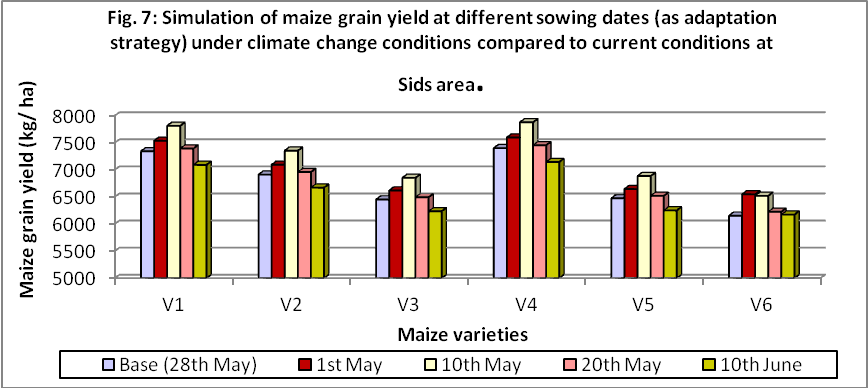 Fig. 7: Simulation of maize grain yield at different sowing dates (as adaptation
strategy) under climate change conditions compared to current conditions at
Sids area.
Maize grain yield (kg/ ha)
8000
7500
7000
6500
6000
5500
5000
V1 V2 V3 V4 V5 V6
Maize varieties
Base (28th May) 1st May 10th May 20th May 10th June